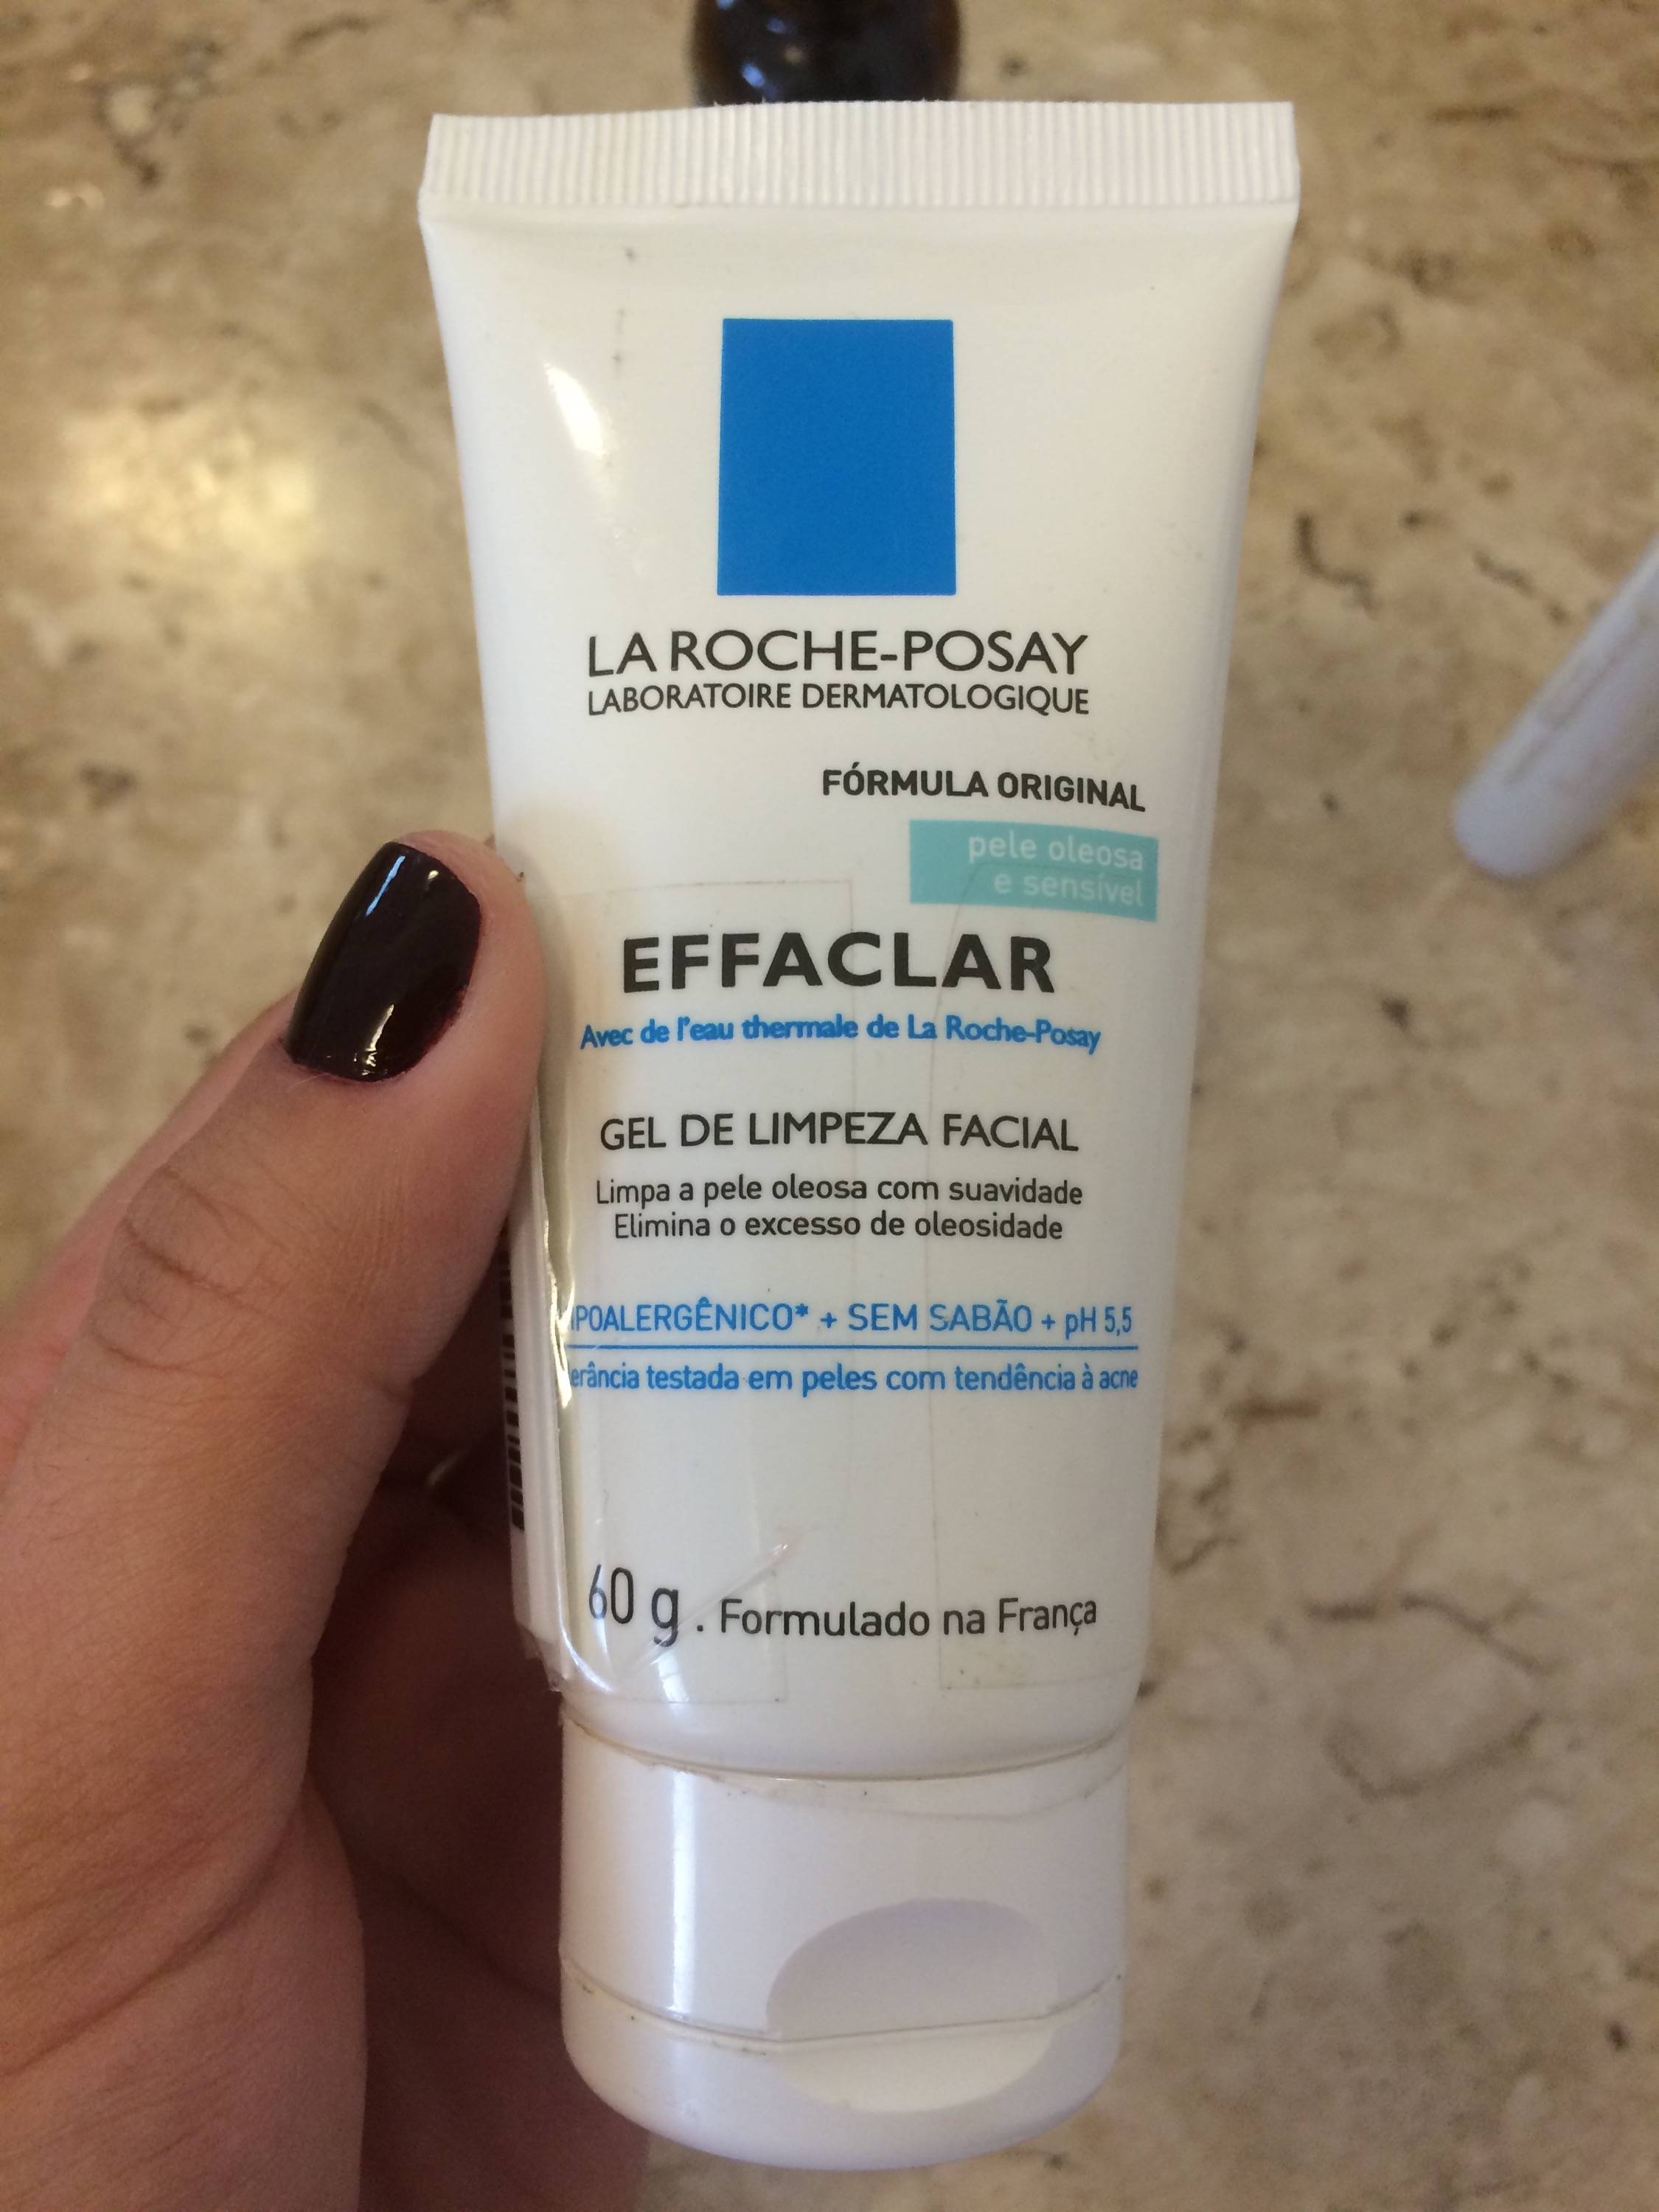 LA ROCHE-POSAY
LABORATOIRE DERMATOLOGIQUE
FÓRMULA ORIGINAL
pele oleosa
e sensível
EFFACLAR
Avec de l'eau thermale de La Roche-Posay
GEL DE LIMPEZA FACIAL
Limpa a pele oleosa com suavidade
Elimina o excesso de oleosidade
IPOALERGÊNICO* + SEM SABÃO + pH 5,5
erância testada em peles com tendência à acne
60 g . Formulado na França